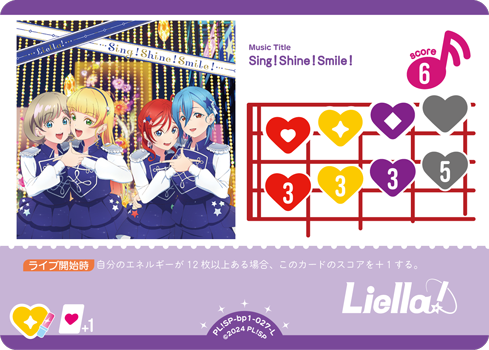 Liella!
Sing!Shine!Smile!
Music Title
Sing!Shine!Smile!
score
6
3
3
3
5
ライブ開始時 自分のエネルギーが12枚以上ある場合、このカードのスコアを+1する。
Liella!
+1
PL!SP-bp1-027-L
©2024 PL!SP